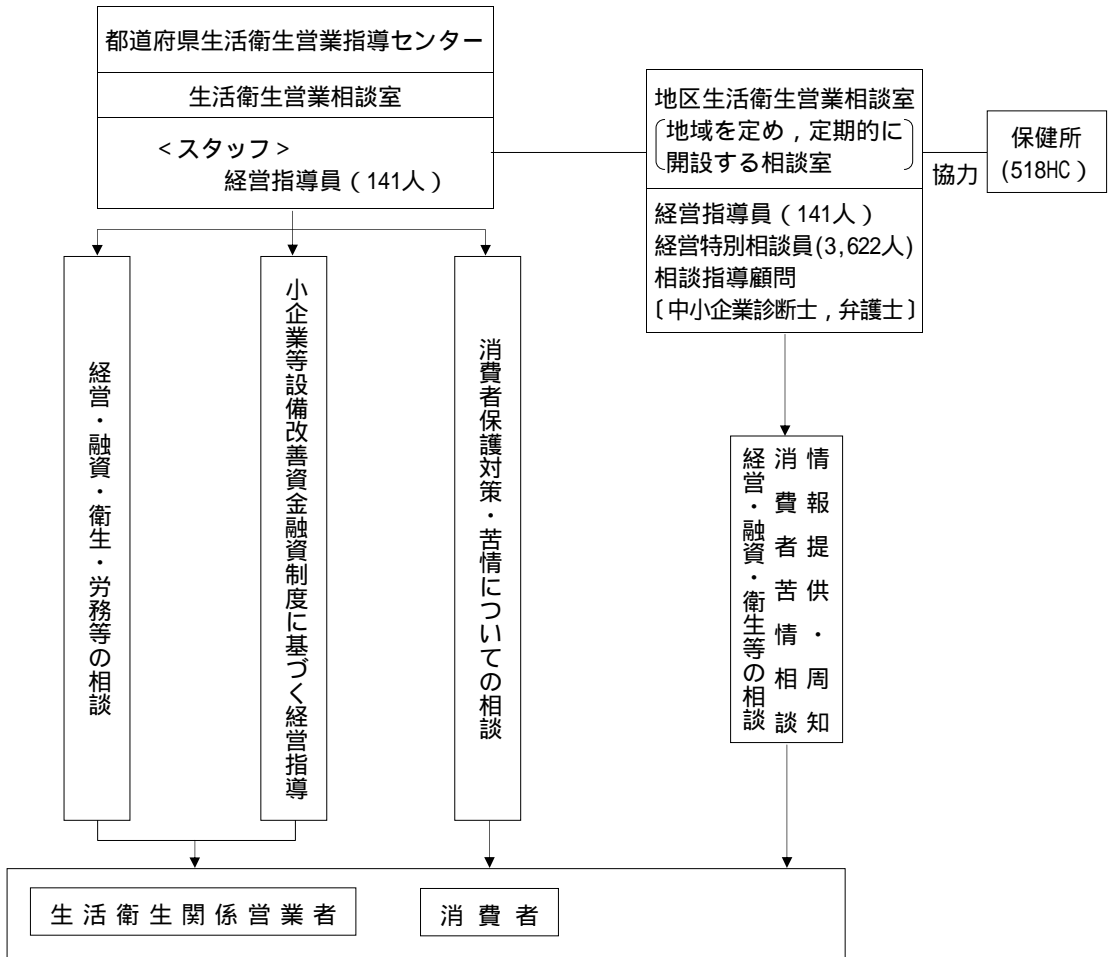 都道府県生活衛生営業指導センター
生活衛生営業相談室
<スタッフ>
経営指導員（141人）
地区生活衛生営業相談室
〔地域を定め，定期的に
開設する相談室〕
経営指導員（141人）
経営特別相談員(3,622人)
相談指導顧問
〔中小企業診断士，弁護士〕
協力
保健所
(518HC）
経営・融資・衛生・労務等の相談
小企業等設備改善資金融資制度に基づく経営指導
消費者保護対策・苦情についての相談
情報提供・周知
消費者苦情相談
経営・融資・衛生等の相談
生活衛生関係営業者
消費者